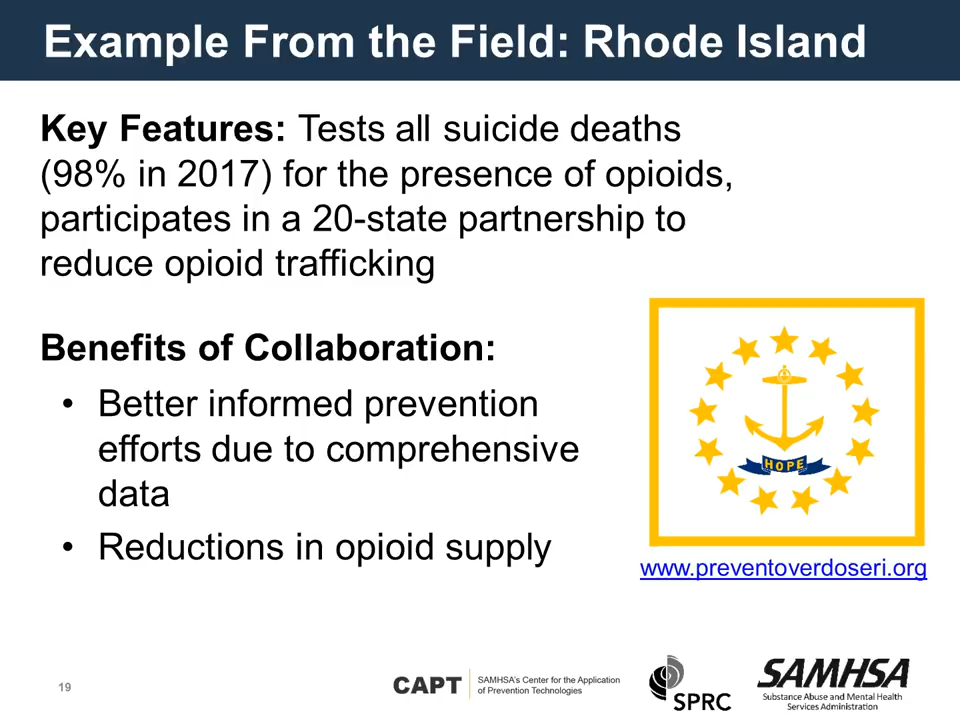 Example From the Field: Rhode Island
Key Features: Tests all suicide deaths
(98% in 2017) for the presence of opioids,
participates in a 20-state partnership to
reduce opioid trafficking
Benefits of Collaboration:
• Better informed prevention
efforts due to comprehensive
data
• Reductions in opioid supply
HOPE
www.preventoverdoseri.org
19
CAPT
SAMHSA's Center for the Application
of Prevention Technologies
SPRC
SAMHSA
Substance Abuse and Mental Health
Services Administration